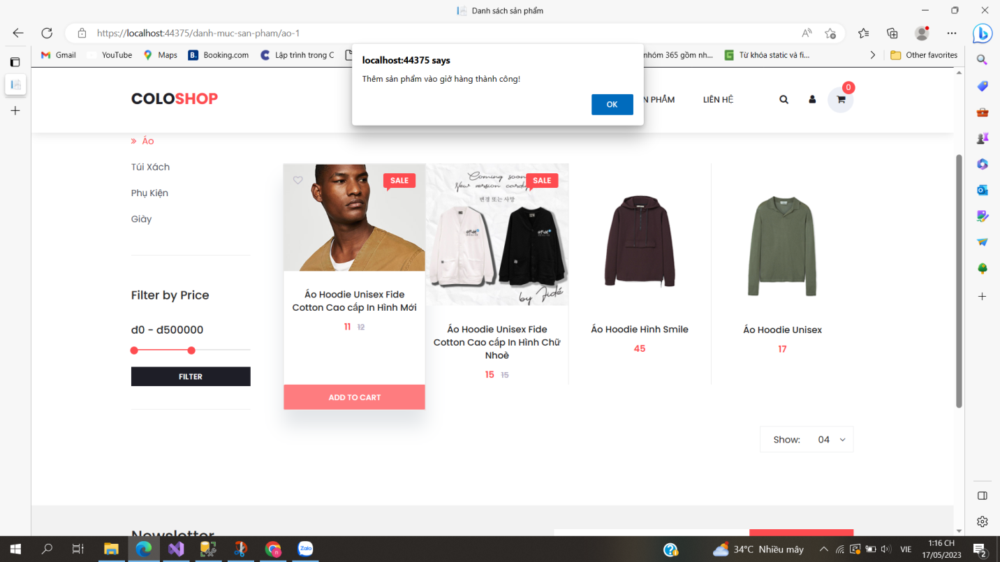 Danh sách sản phẩm
https://localhost:44375/danh-muc-san-pham/ao-1
Gmail
YouTube
Maps
Booking.com
Lập trình trong C
nhóm 365 gồm nh...
Từ khóa static và fi...
Other favorites
localhost:44375 says
Thêm sản phẩm vào giở hàng thành công!
OK
COLOSHOP
N PHẨM
LIÊN HỆ
0
Áo
Túi Xách
Phụ Kiện
Giày
Filter by Price
đ0 - đ500000
FILTER
SALE
Áo Hoodie Unisex Fide
Cotton Cao cấp In Hình Mới
11 12
ADD TO CART
Coming soon
New version cardig
변경 또는 사망
SALE
by Fidé
Áo Hoodie Unisex Fide
Cotton Cao cấp In Hình Chữ
Nhoè
15 15
Áo Hoodie Hình Smile
45
Áo Hoodie Unisex
17
Show: 04
Newsletter
Zalo
34°C Nhiều mây
VIE
1:16 CH
17/05/2023
2